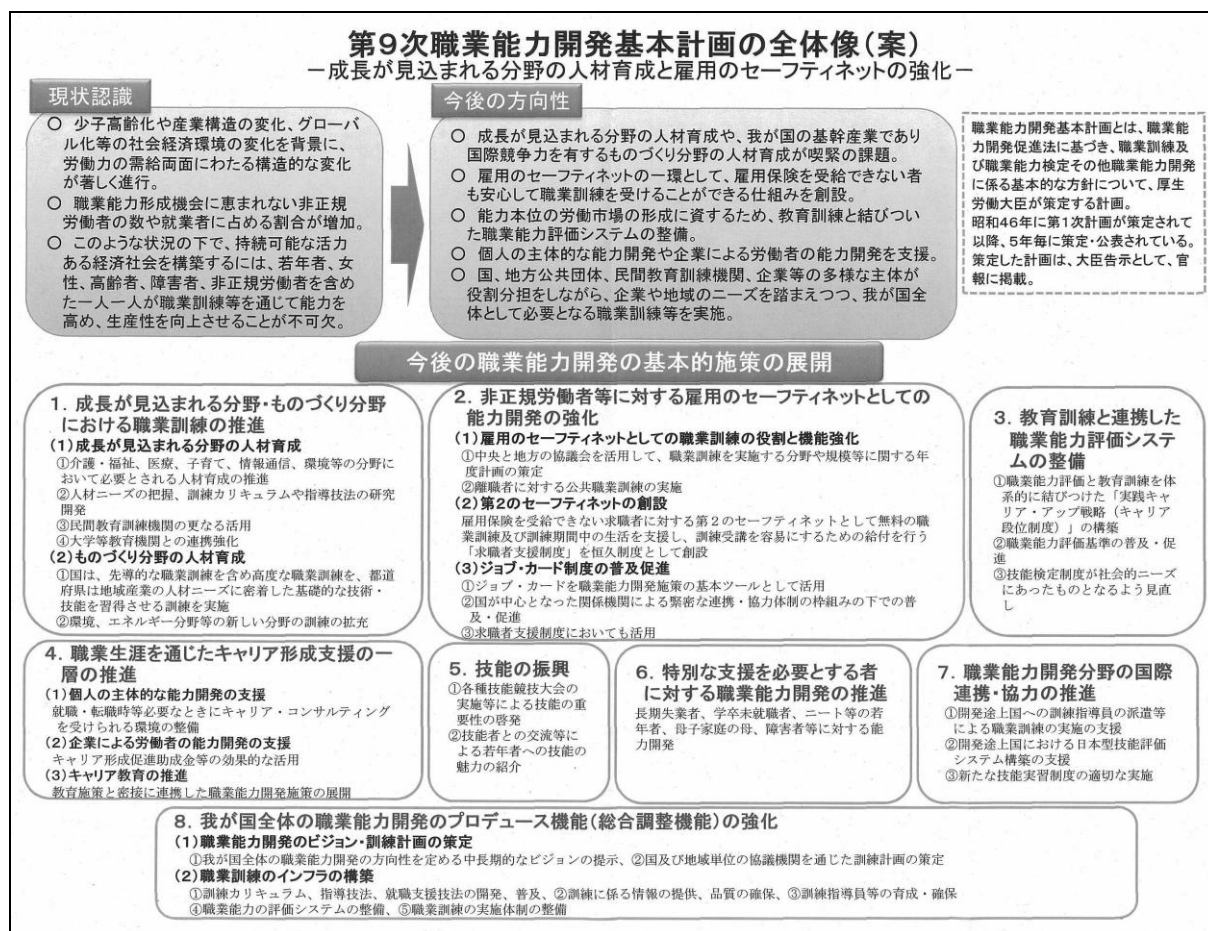 第9次職業能力開発基本計画の全体像(案)
－成長が見込まれる分野の人材育成と雇用のセーフティネットの強化－
現状認識
○ 少子高齢化や産業構造の変化、グローバ
ル化等の社会経済環境の変化を背景に、
労働力の需給両面にわたる構造的な変化
が著しく進行。
○ 職業能力形成機会に恵まれない非正規
労働者の数や就業者に占める割合が増加。
○ このような状況の下で、持続可能な活力
ある経済社会を構築するには、若年者、女
性、高齢者、障害者、非正規労働者を含め
た一人一人が職業訓練等を通じて能力を
高め、生産性を向上させることが不可欠。
今後の方向性
○ 成長が見込まれる分野の人材育成や、我が国の基幹産業であり
国際競争力を有するものづくり分野の人材育成が喫緊の課題。
○ 雇用のセーフティネットの一環として、雇用保険を受給できない者
も安心して職業訓練を受けることができる仕組みを創設。
○ 能力本位の労働市場の形成に資するため、教育訓練と結びつい
た職業能力評価システムの整備。
○ 個人の主体的な能力開発や企業による労働者の能力開発を支援。
○ 国、地方公共団体、民間教育訓練機関、企業等の多様な主体が
役割分担をしながら、企業や地域のニーズを踏まえつつ、我が国全
体として必要となる職業訓練等を実施。
職業能力開発基本計画とは、職業能
力開発促進法に基づき、職業訓練及
び職業能力検定その他職業能力開発
に係る基本的な方針について、厚生
労働大臣が策定する計画。
昭和46年に第1次計画が策定されて
以降、5年毎に策定・公表されている。
策定した計画は、大臣告示として、官
報に掲載。
今後の職業能力開発の基本的施策の展開
1．成長が見込まれる分野・ものづくり分野
における職業訓練の推進
(1)成長が見込まれる分野の人材育成
①介護・福祉、医療、子育て、情報通信、環境等の分野に
おいて必要とされる人材育成の推進
②人材ニーズの把握、訓練カリキュラムや指導技法の研究
開発
③民間教育訓練機関の更なる活用
④大学等教育機関との連携強化
(2)ものづくり分野の人材育成
①国は、先導的な職業訓練を含め高度な職業訓練を、都道
府県は地域産業の人材ニーズに密着した基礎的な技術・
技能を習得させる訓練を実施
②環境、エネルギー分野等の新しい分野の訓練の拡充
2．非正規労働者等に対する雇用のセーフティネットとしての
能力開発の強化
(1)雇用のセーフティネットとしての職業訓練の役割と機能強化
①中央と地方の協議会を活用して、職業訓練を実施する分野や規模等に関する年
度計画の策定
②離職者に対する公共職業訓練の実施
(2)第2のセーフティネットの創設
雇用保険を受給できない求職者に対する第２のセーフティネットとして無料の職
業訓練及び訓練期間中の生活を支援し、訓練受講を容易にするための給付を行う
「求職者支援制度」を恒久制度として創設
(3)ジョブ・カード制度の普及促進
①ジョブ・カードを職業能力開発施策の基本ツールとして活用
②国が中心となった関係機関による緊密な連携・協力体制の枠組みの下での普
及・促進
③求職者支援制度においても活用
3．教育訓練と連携した
職業能力評価システ
ムの整備
①職業能力評価と教育訓練を体
系的に結びつけた「実践キャ
リア・アップ戦略（キャリア
段位制度）」の構築
②職業能力評価基準の普及・促
進
③技能検定制度が社会的ニーズ
にあったものとなるよう見直
し
4．職業生涯を通じたキャリア形成支援の一
層の推進
(1)個人の主体的な能力開発の支援
就職・転職時等必要なときにキャリア・コンサルティング
を受けられる環境の整備
(2)企業による労働者の能力開発の支援
キャリア形成促進助成金等の効果的な活用
(3)キャリア教育の推進
教育施策と密接に連携した職業能力開発施策の展開
5．技能の振興
①各種技能競技大会の
実施等による技能の重
要性の啓発
②技能者との交流等に
よる若年者への技能の
魅力の紹介
6．特別な支援を必要とする者
に対する職業能力開発の推進
長期失業者、学卒未就職者、ニート等の若
年者、母子家庭の母、障害者等に対する能
力開発
7．職業能力開発分野の国際
連携・協力の推進
①開発途上国への訓練指導員の派遣等
による職業訓練の実施の支援
②開発途上国における日本型技能評価
システム構築の支援
③新たな技能実習制度の適切な実施
8．我が国全体の職業能力開発のプロデュース機能(総合調整機能)の強化
(1)職業能力開発のビジョン・訓練計画の策定
①我が国全体の職業能力開発の方向性を定める中長期的なビジョンの提示、②国及び地域単位の協議機関を通じた訓練計画の策定
(2)職業訓練のインフラの構築
①訓練カリキュラム、指導技法、就職支援技法の開発、普及、②訓練に係る情報の提供、品質の確保、③訓練指導員等の育成・確保
④職業能力の評価システムの整備、⑤職業訓練の実施体制の整備